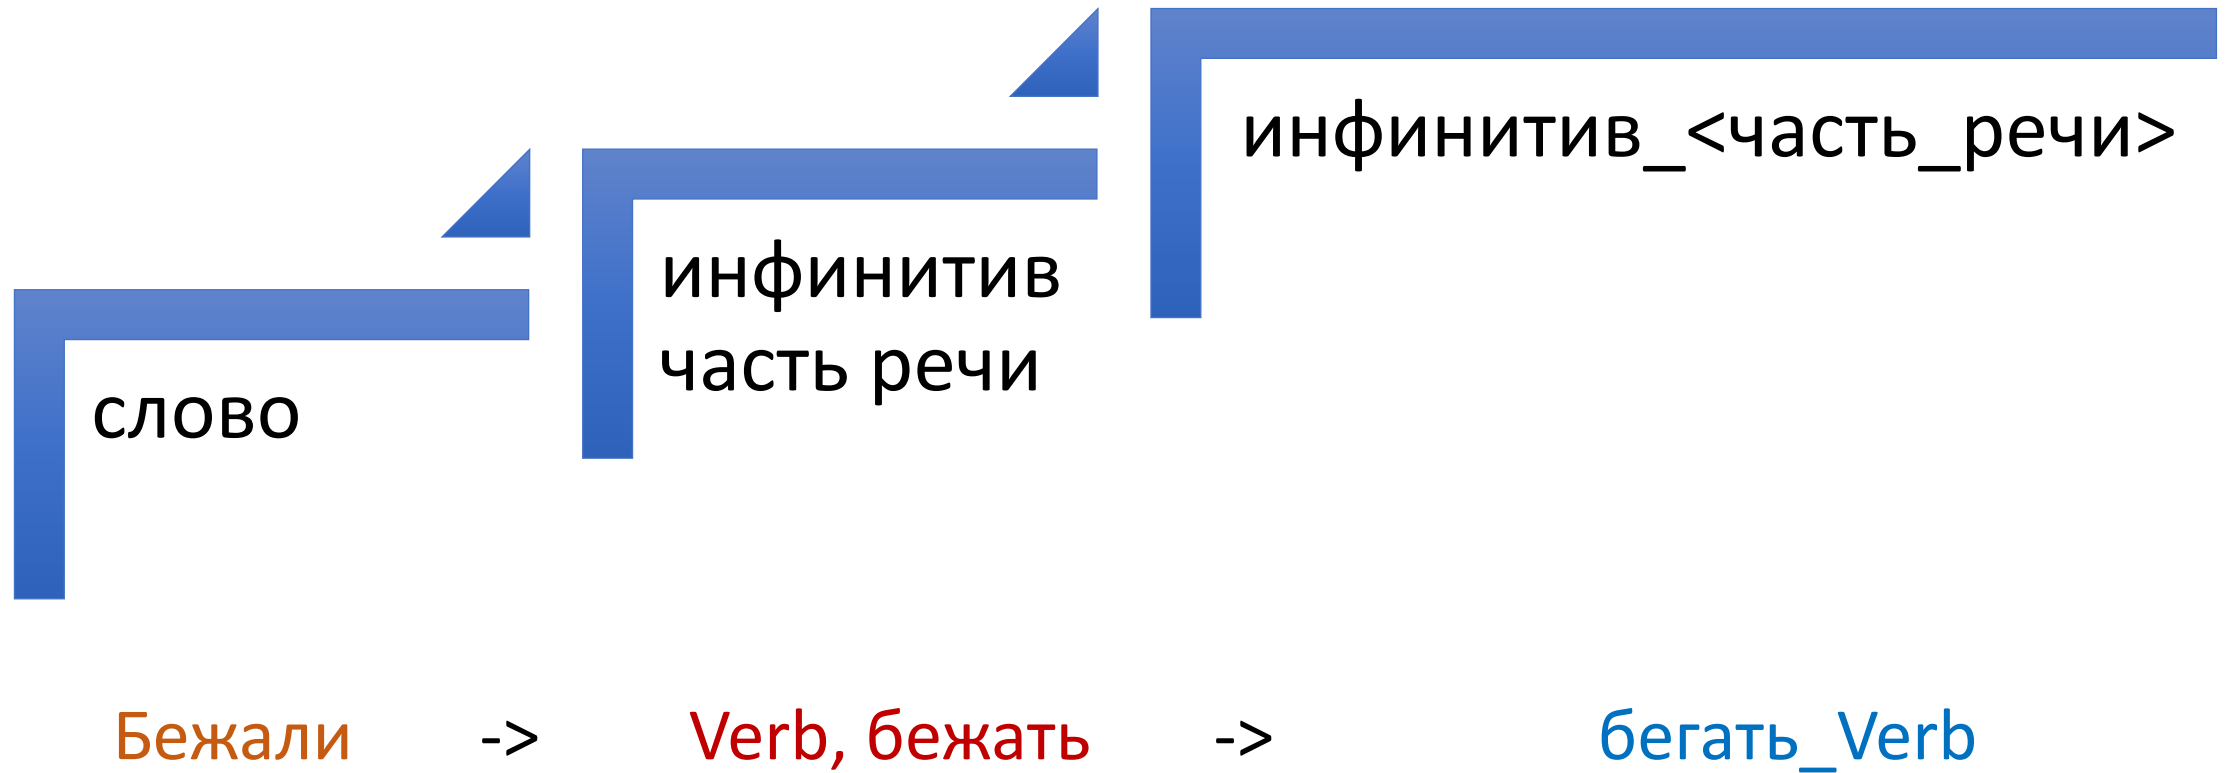 слово
инфинитив
часть речи
инфинитив_<часть_речи>
Бежали -> Verb, бежать -> бегать_Verb